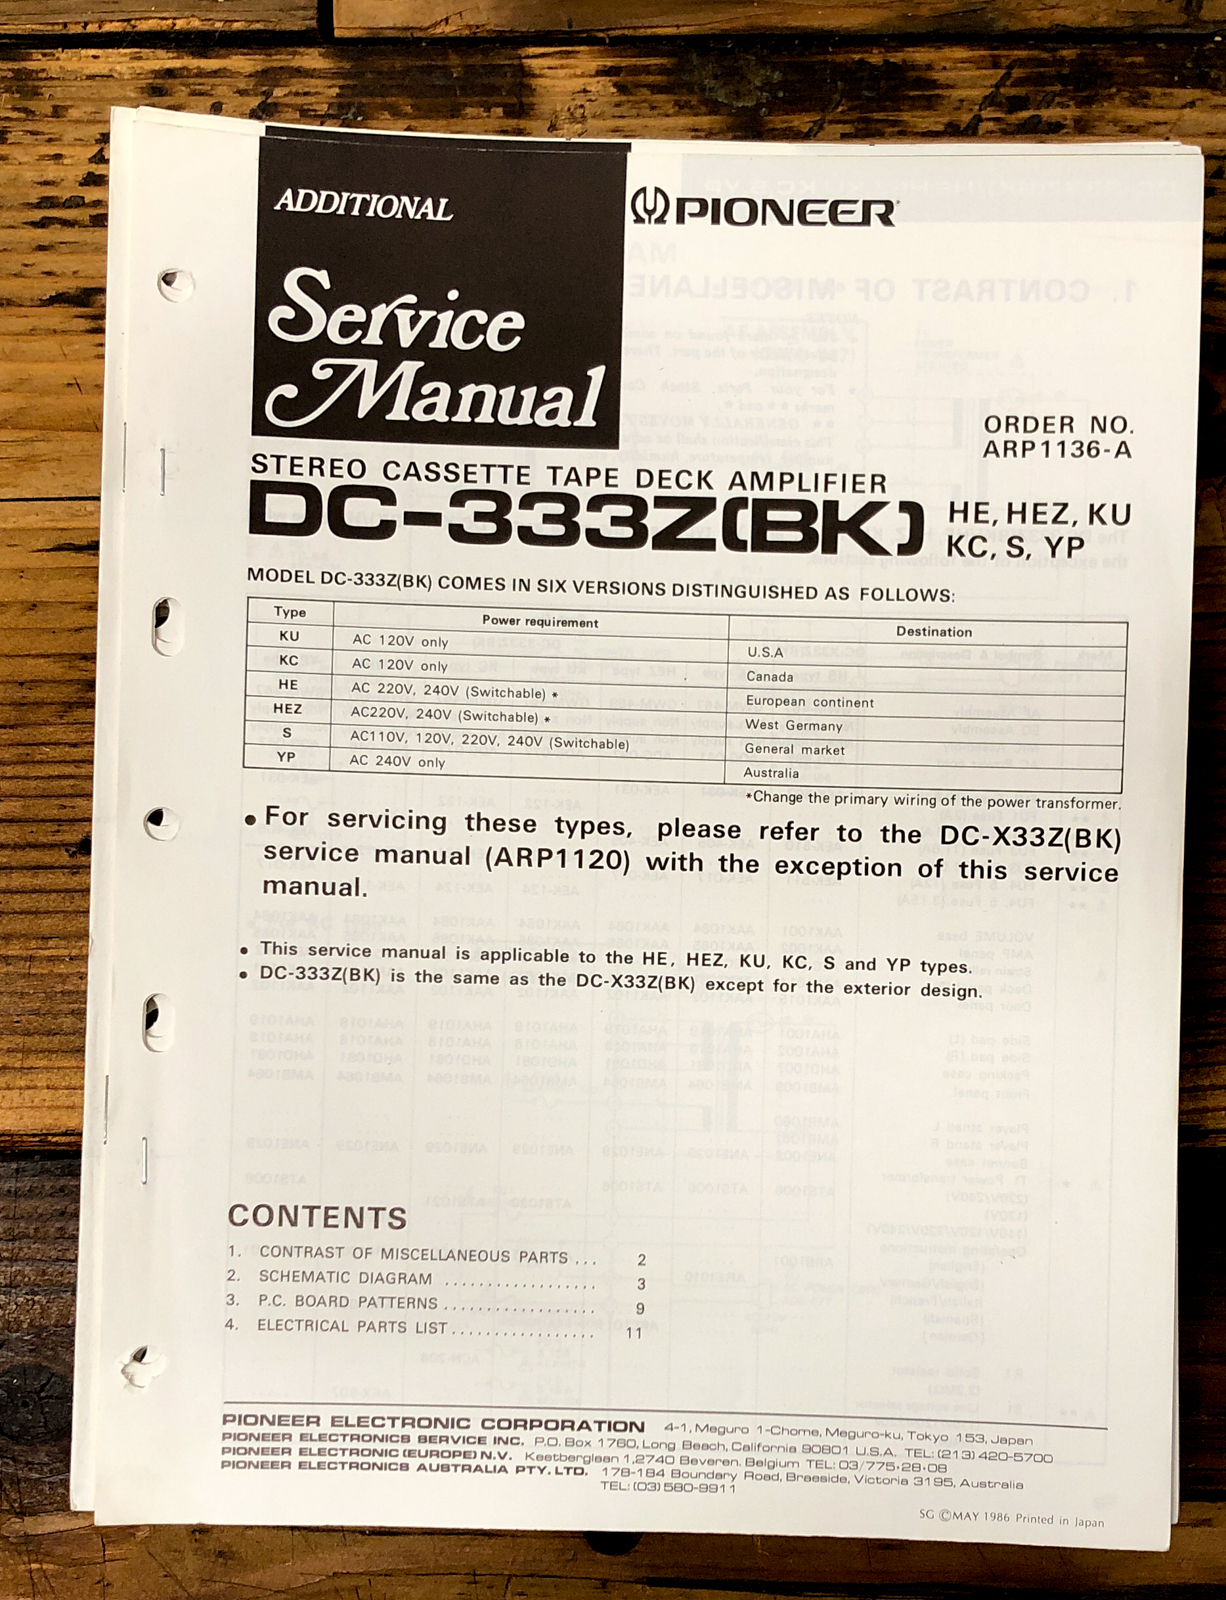 ADDITIONAL
Service
Manual
PIONEER
ORDER NO.
ARP1136-A
STEREO CASSETTE TAPE DECK AMPLIFIER
DC-333Z(BK) HE, HEZ, KU
KC, S, YP
MODEL DC-333Z(BK) COMES IN SIX VERSIONS DISTINGUISHED AS FOLLOWS:
Type Power requirement Destination
KU AC 120V only U.S.A
KC AC 120V only Canada
HE AC 220V, 240V (Switchable) * European continent
HEZ AC220V, 240V (Switchable) * West Germany
S AC110V, 120V, 220V, 240V (Switchable) General market
YP AC 240V only Australia
*Change the primary wiring of the power transformer.
● For servicing these types, please refer to the DC-X33Z(BK)
service manual (ARP1120) with the exception of this service
manual.
● This service manual is applicable to the HE, HEZ, KU, KC, S and YP types.
● DC-333Z(BK) is the same as the DC-X33Z(BK) except for the exterior design.
CONTENTS
1. CONTRAST OF MISCELLANEOUS PARTS ... 2
2. SCHEMATIC DIAGRAM .................. 3
3. P.C. BOARD PATTERNS .................. 9
4. ELECTRICAL PARTS LIST ................. 11
PIONEER ELECTRONIC CORPORATION 4-1, Meguro 1-Chome, Meguro-ku, Tokyo 153, Japan
PIONEER ELECTRONICS SERVICE INC. P.O. Box 1760, Long Beach, California 90801 U.S.A. TEL: (213) 420-5700
PIONEER ELECTRONIC (EUROPE) N.V. Keetberglaan 1, 2740 Beveren. Belgium TEL: 03/775·28·08
PIONEER ELECTRONICS AUSTRALIA PTY. LTD. 178-184 Boundary Road, Braeside, Victoria 3195, Australia
TEL: (03) 580-9911
SG ©MAY 1986 Printed in Japan